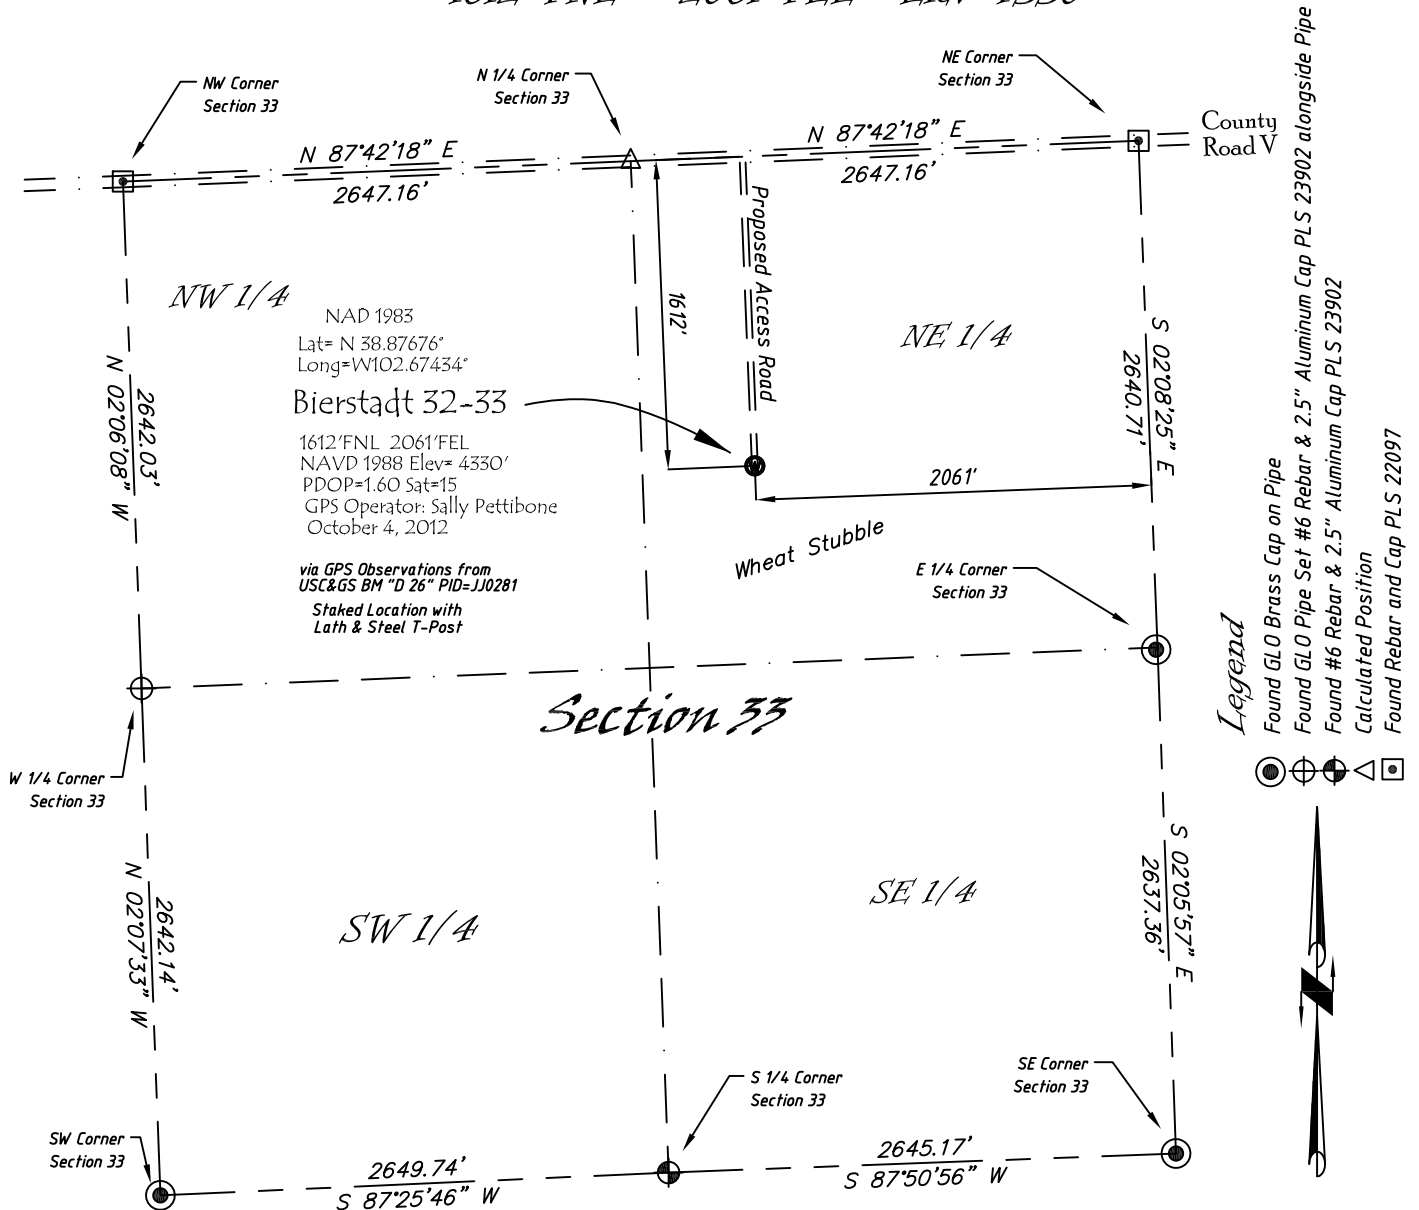 NW Corner
Section 33
N 1/4 Corner
Section 33
NE Corner
Section 33
County
Road V
N 87°42'18" E
2647.16'
N 87°42'18" E
2647.16'
Proposed Access Road
1612'
NW 1/4
NE 1/4
NAD 1983
Lat= N 38.87676°
Long=W102.67434°
Bierstadt 32-33
1612'FNL 2061'FEL
NAVD 1988 Elev= 4330'
PDOP=1.60 Sat=15
GPS Operator: Sally Pettibone
October 4, 2012
via GPS Observations from
USC&GS BM "D 26" PID=JJ0281
Staked Location with
Lath & Steel T-Post
2642.03'
N 02°06'08" W
S 02°08'25" E
2640.71'
W
2061'
Wheat Stubble
E 1/4 Corner
Section 33
Section 33
W 1/4 Corner
Section 33
2642.14'
N 02°07'33" W
SW 1/4
SE 1/4
S 02°05'57" E
2637.36'
S 1/4 Corner
Section 33
SE Corner
Section 33
SW Corner
Section 33
2649.74'
S 87°25'46" W
2645.17'
S 87°50'56" W
Legend
Found GLO Brass Cap on Pipe
Found GLO Pipe Set #6 Rebar & 2.5" Aluminum Cap PLS 23902 alongside Pipe
Found #6 Rebar & 2.5" Aluminum Cap PLS 23902
Calculated Position
Found Rebar and Cap PLS 22097
N